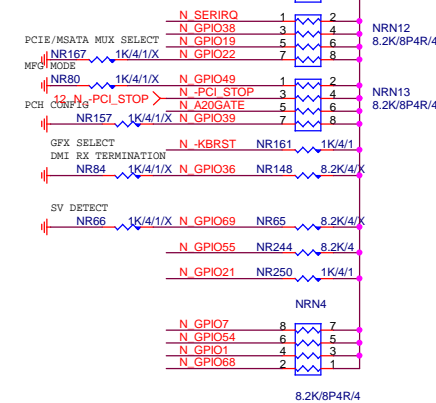 N_SERIRQ 1 2
N_GPIO38 3 4 NRN12
PCIE/MSATA MUX SELECT N_GPIO19 5 6 8.2K/8P4R/4
NR167 1K/4/1/X N_GPIO22 7 8
MFG MODE
NR80 1K/4/1/X N_GPIO49 1 2
12 N_-PCI_STOP N_-PCI_STOP 3 4 NRN13
PCH CONFIG N_A20GATE 5 6 8.2K/8P4R/4
NR157 1K/4/1/X N_GPIO39 7 8
GFX SELECT N_-KBRST NR161 1K/4/1
DMI RX TERMINATION
NR84 1K/4/1/X N_GPIO36 NR148 8.2K/4/X
SV DETECT
NR66 1K/4/1/X N_GPIO69 NR65 8.2K/4/X
N_GPIO55 NR244 8.2K/4
N_GPIO21 NR250 1K/4/1
NRN4
N_GPIO7 8 7
N_GPIO54 6 5
N_GPIO1 4 3
N_GPIO68 2 1
8.2K/8P4R/4